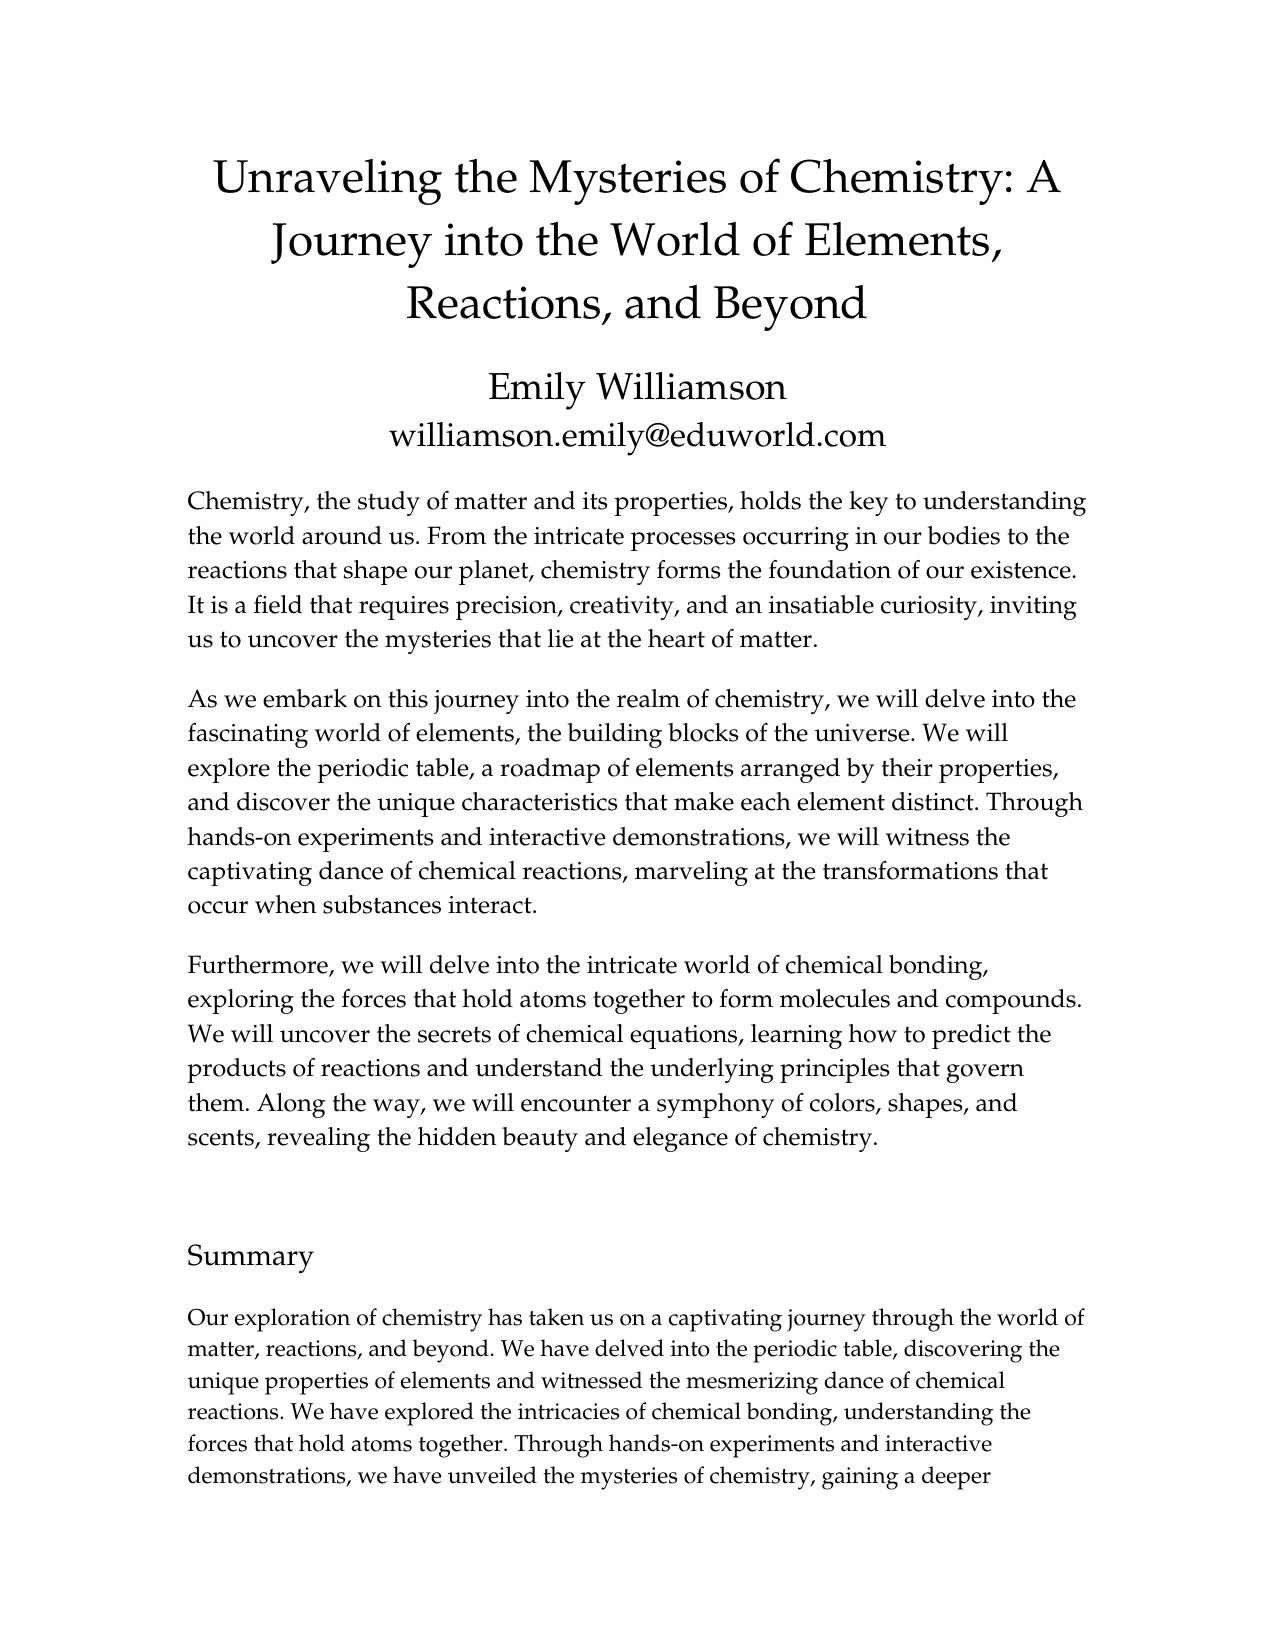 Unraveling the Mysteries of Chemistry: A
Journey into the World of Elements,
Reactions, and Beyond
Emily Williamson
williamson.emily@eduworld.com
Chemistry, the study of matter and its properties, holds the key to understanding
the world around us. From the intricate processes occurring in our bodies to the
reactions that shape our planet, chemistry forms the foundation of our existence.
It is a field that requires precision, creativity, and an insatiable curiosity, inviting
us to uncover the mysteries that lie at the heart of matter.
As we embark on this journey into the realm of chemistry, we will delve into the
fascinating world of elements, the building blocks of the universe. We will
explore the periodic table, a roadmap of elements arranged by their properties,
and discover the unique characteristics that make each element distinct. Through
hands-on experiments and interactive demonstrations, we will witness the
captivating dance of chemical reactions, marveling at the transformations that
occur when substances interact.
Furthermore, we will delve into the intricate world of chemical bonding,
exploring the forces that hold atoms together to form molecules and compounds.
We will uncover the secrets of chemical equations, learning how to predict the
products of reactions and understand the underlying principles that govern
them. Along the way, we will encounter a symphony of colors, shapes, and
scents, revealing the hidden beauty and elegance of chemistry.
Summary
Our exploration of chemistry has taken us on a captivating journey through the world of
matter, reactions, and beyond. We have delved into the periodic table, discovering the
unique properties of elements and witnessed the mesmerizing dance of chemical
reactions. We have explored the intricacies of chemical bonding, understanding the
forces that hold atoms together. Through hands-on experiments and interactive
demonstrations, we have unveiled the mysteries of chemistry, gaining a deeper